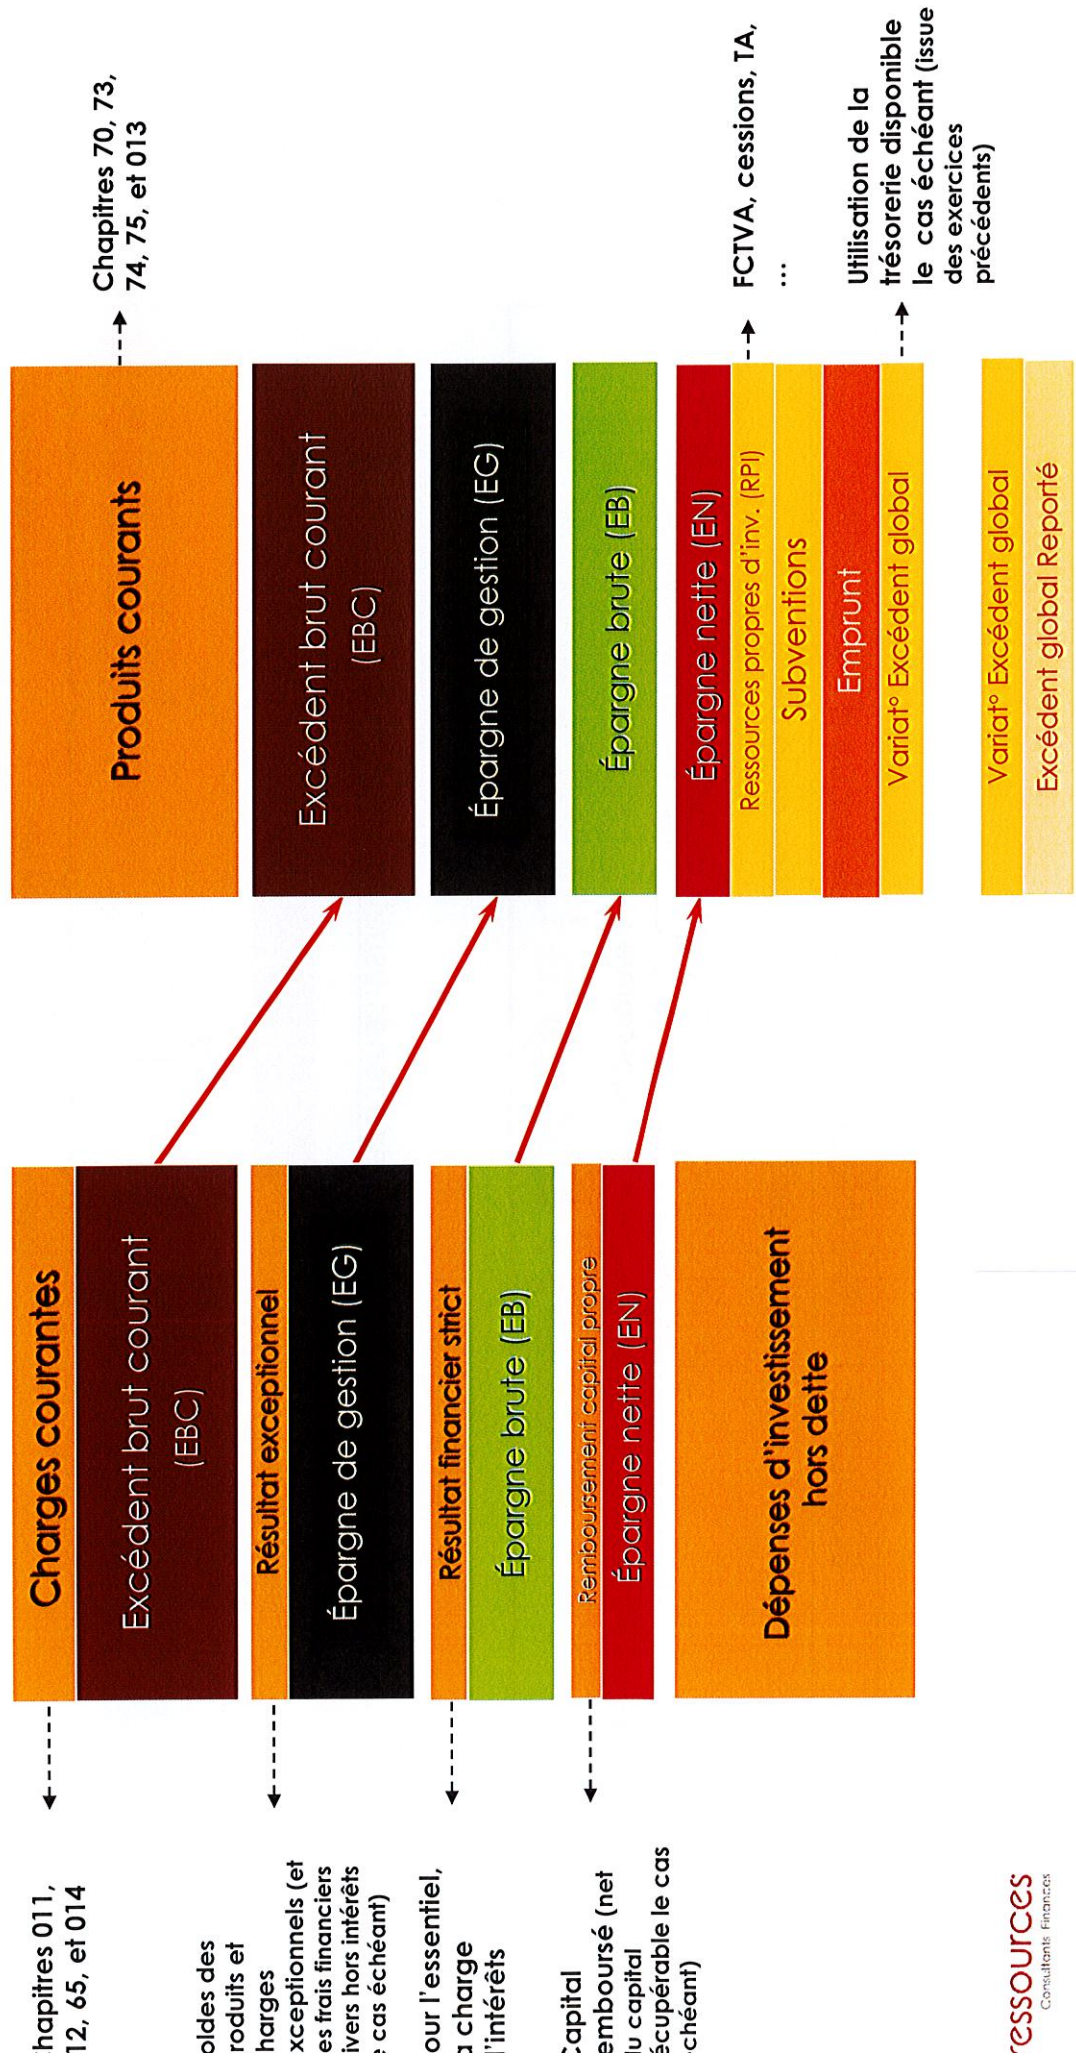 hapitres 011,
12, 65, et 014
Charges courantes
Excédent brut courant
(EBC)
Produits courants
Chapitres 70, 73,
74, 75, et 013
oldes des
roduits et
harges
xceptionnels (et
es frais financiers
ivers hors intérêts
e cas échéant)
Résultat exceptionnel
Épargne de gestion (EG)
Excédent brut courant
(EBC)
our l'essentiel,
a charge
'intérêts
Résultat financier strict
Épargne brute (EB)
Épargne de gestion (EG)
Capital
emboursé (net
u capital
écupérable le cas
chéant)
Remboursement capital propre
Épargne nette (EN)
Épargne brute (EB)
Dépenses d'investissement
hors dette
Épargne nette (EN)
Ressources propres d'inv. (RPI)
FCTVA, cessions, TA,
...
Subventions
Emprunt
Variat° Excédent global
Utilisation de la
trésorerie disponible
le cas échéant (issue
des exercices
précédents)
Variat° Excédent global
Excédent global Reporté
ressources
Consultants Finances